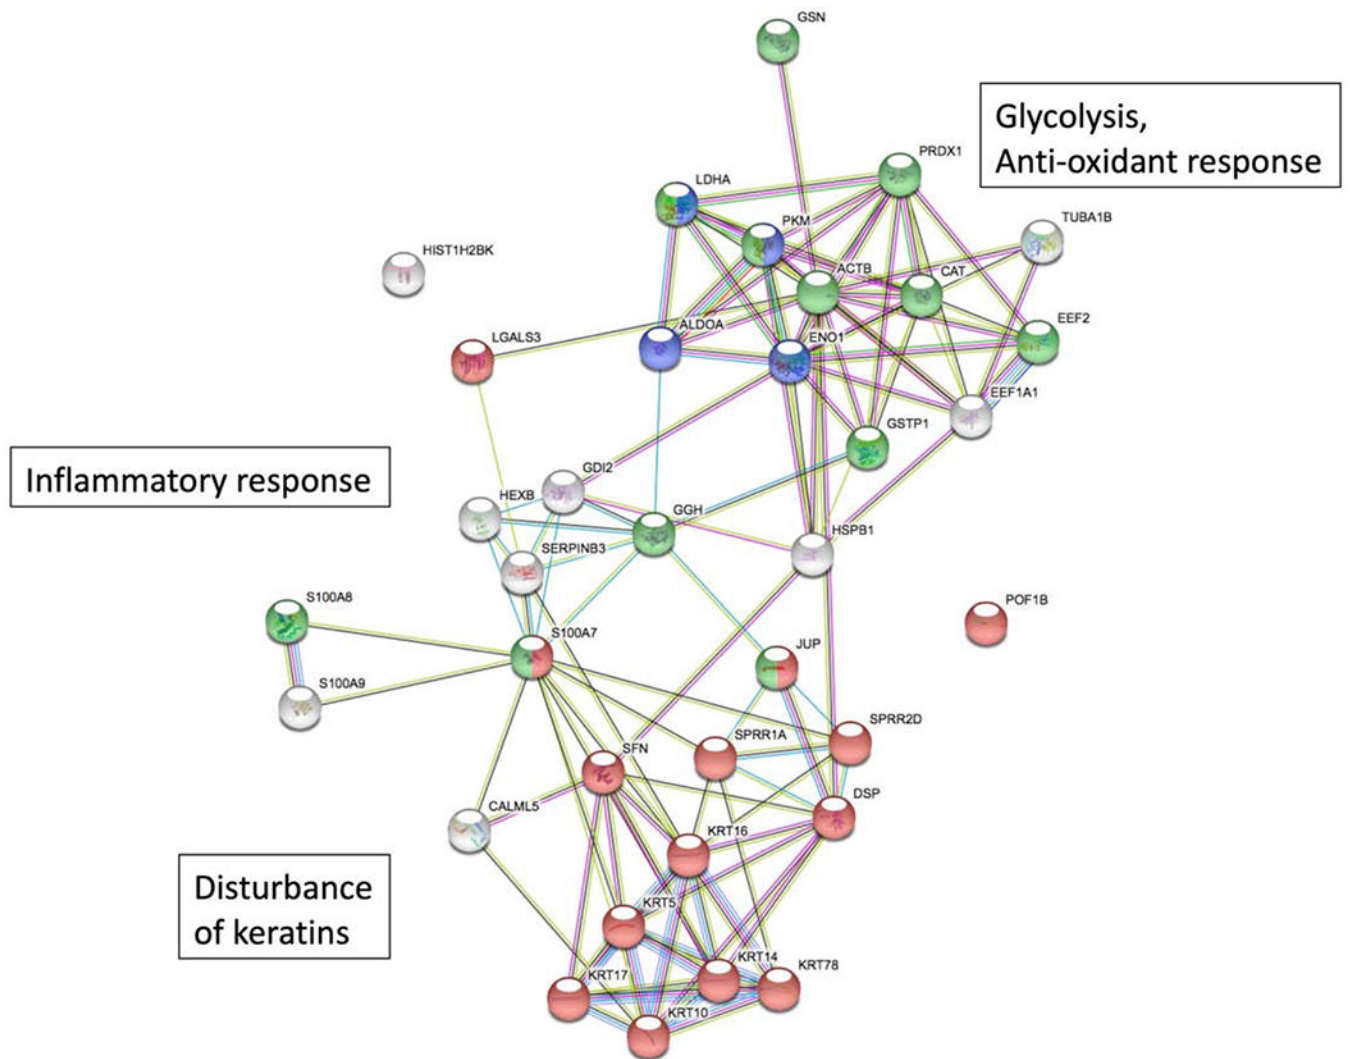 GSN
Glycolysis,
Anti-oxidant response
PRDX1
LDHA
TUBA1B
PKM
HIST1H2BK
ACTB
CAT
EEF2
ALDOA
LGALS3
ENO1
EEF1A1
GSTP1
Inflammatory response
GDI2
HEXB
GGH
HSPB1
SERPINB3
S100A8
POF1B
S100A7
JUP
S100A9
SPRR2D
SPRR1A
SFN
DSP
CALML5
KRT16
Disturbance
of keratins
KRT5
KRT14
KRT78
KRT17
KRT10